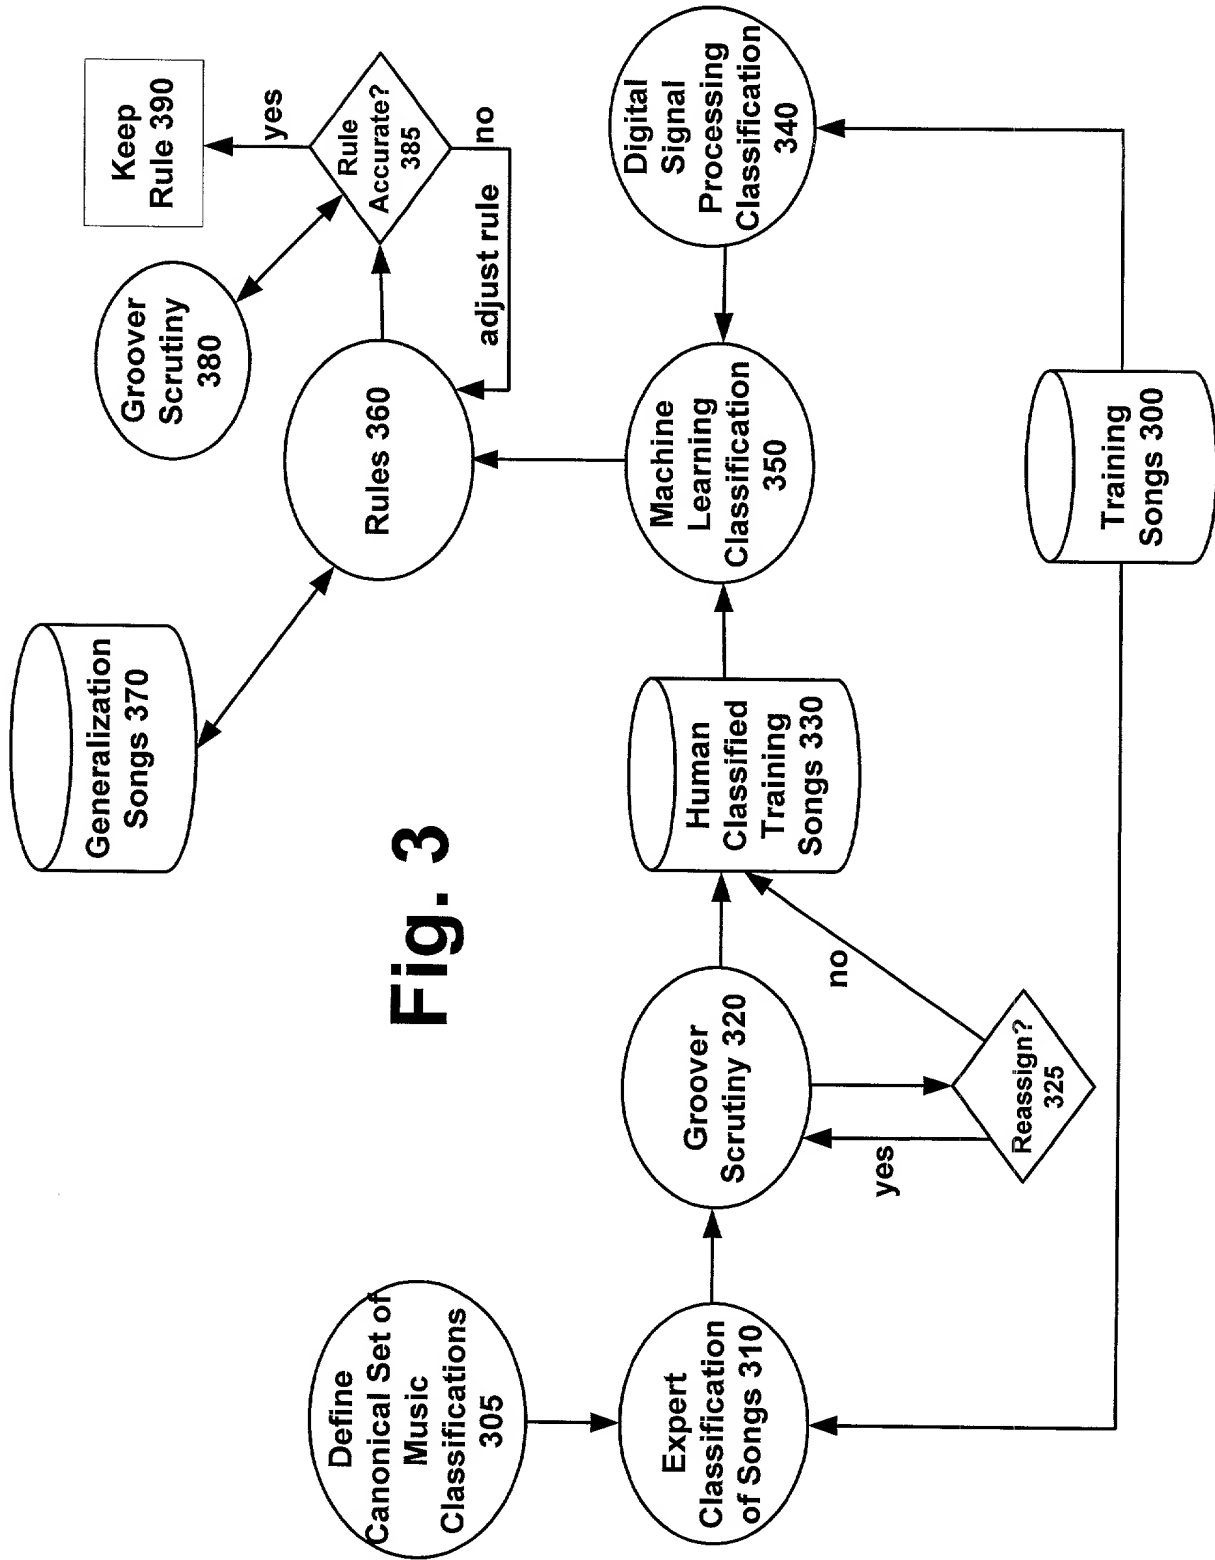 Define
Canonical Set of
Music
Classifications
305
Expert
Classification
of Songs 310
Groover
Scrutiny 320
yes
no
Reassign?
325
Fig. 3
Human
Classified
Training
Songs 330
Generalization
Songs 370
Rules 360
Machine
Learning
Classification
350
Training
Songs 300
Groover
Scrutiny
380
adjust rule
Rule
Accurate?
385
yes
no
Keep
Rule 390
Digital
Signal
Processing
Classification
340